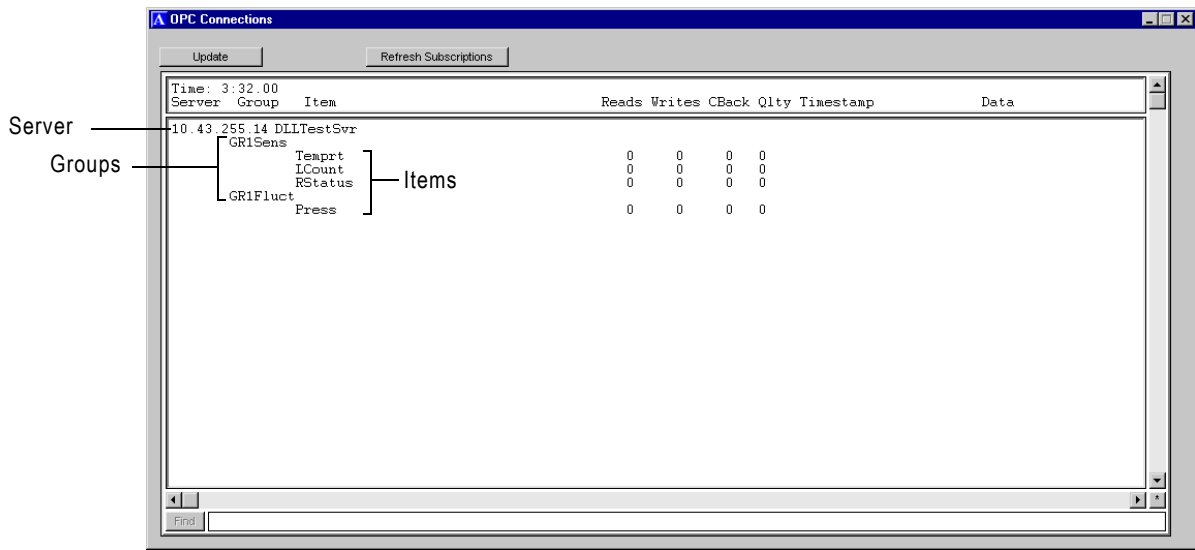 A OPC Connections
Update Refresh Subscriptions
Time: 3:32.00
Server Group Item Reads Writes CBack Qlty Timestamp Data
Server
10.43.255.14 DLLTestSvr
GR1Sens
Groups
Temprt 0 0 0 0
LCount 0 0 0 0
RStatus 0 0 0 0
Items
GR1Fluct
Press 0 0 0 0
*
Find